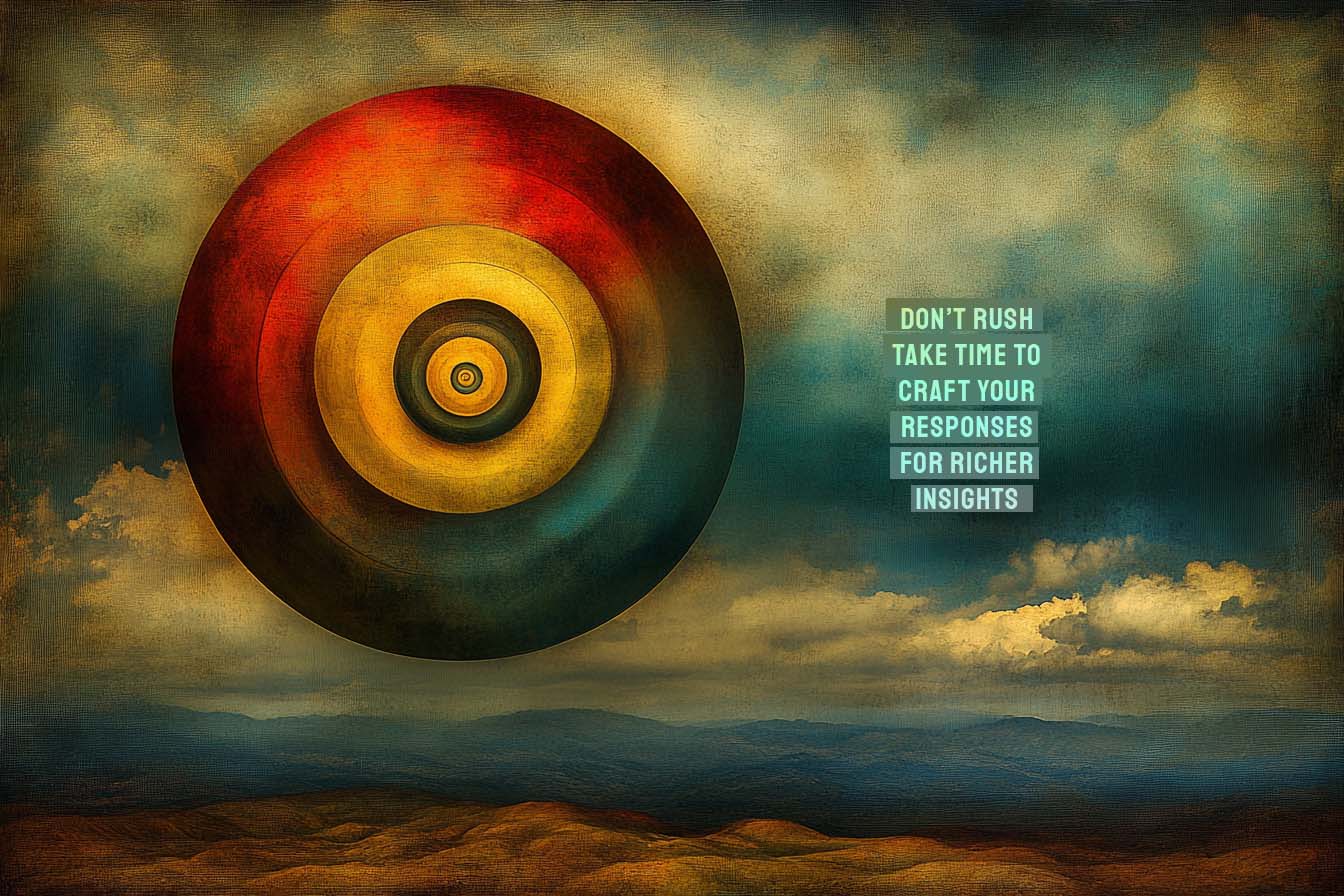 DON'T RUSH
TAKE TIME TO
CRAFT YOUR
RESPONSES
FOR RICHER
INSIGHTS